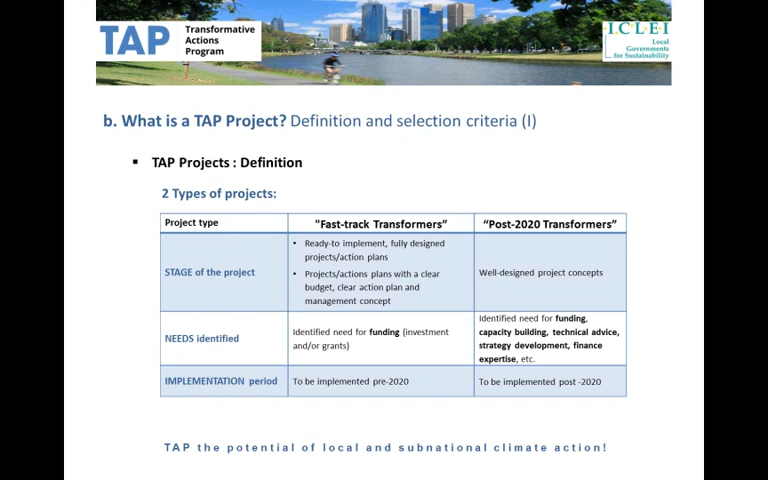 TAP
Transformative
Actions
Program
I.C.L.E.I
Local
Governments
for Sustainability
b. What is a TAP Project? Definition and selection criteria (I)
▪ TAP Projects : Definition
2 Types of projects:
Project type
"Fast-track Transformers”
“Post-2020 Transformers”
STAGE of the project
• Ready-to implement, fully designed
projects/action plans
• Projects/actions plans with a clear
budget, clear action plan and
management concept
Well-designed project concepts
NEEDS identified
Identified need for funding (investment
and/or grants)
Identified need for funding,
capacity building, technical advice,
strategy development, finance
expertise, etc.
IMPLEMENTATION period
To be implemented pre-2020
To be implemented post -2020
TAP the potential of local and subnational climate action!